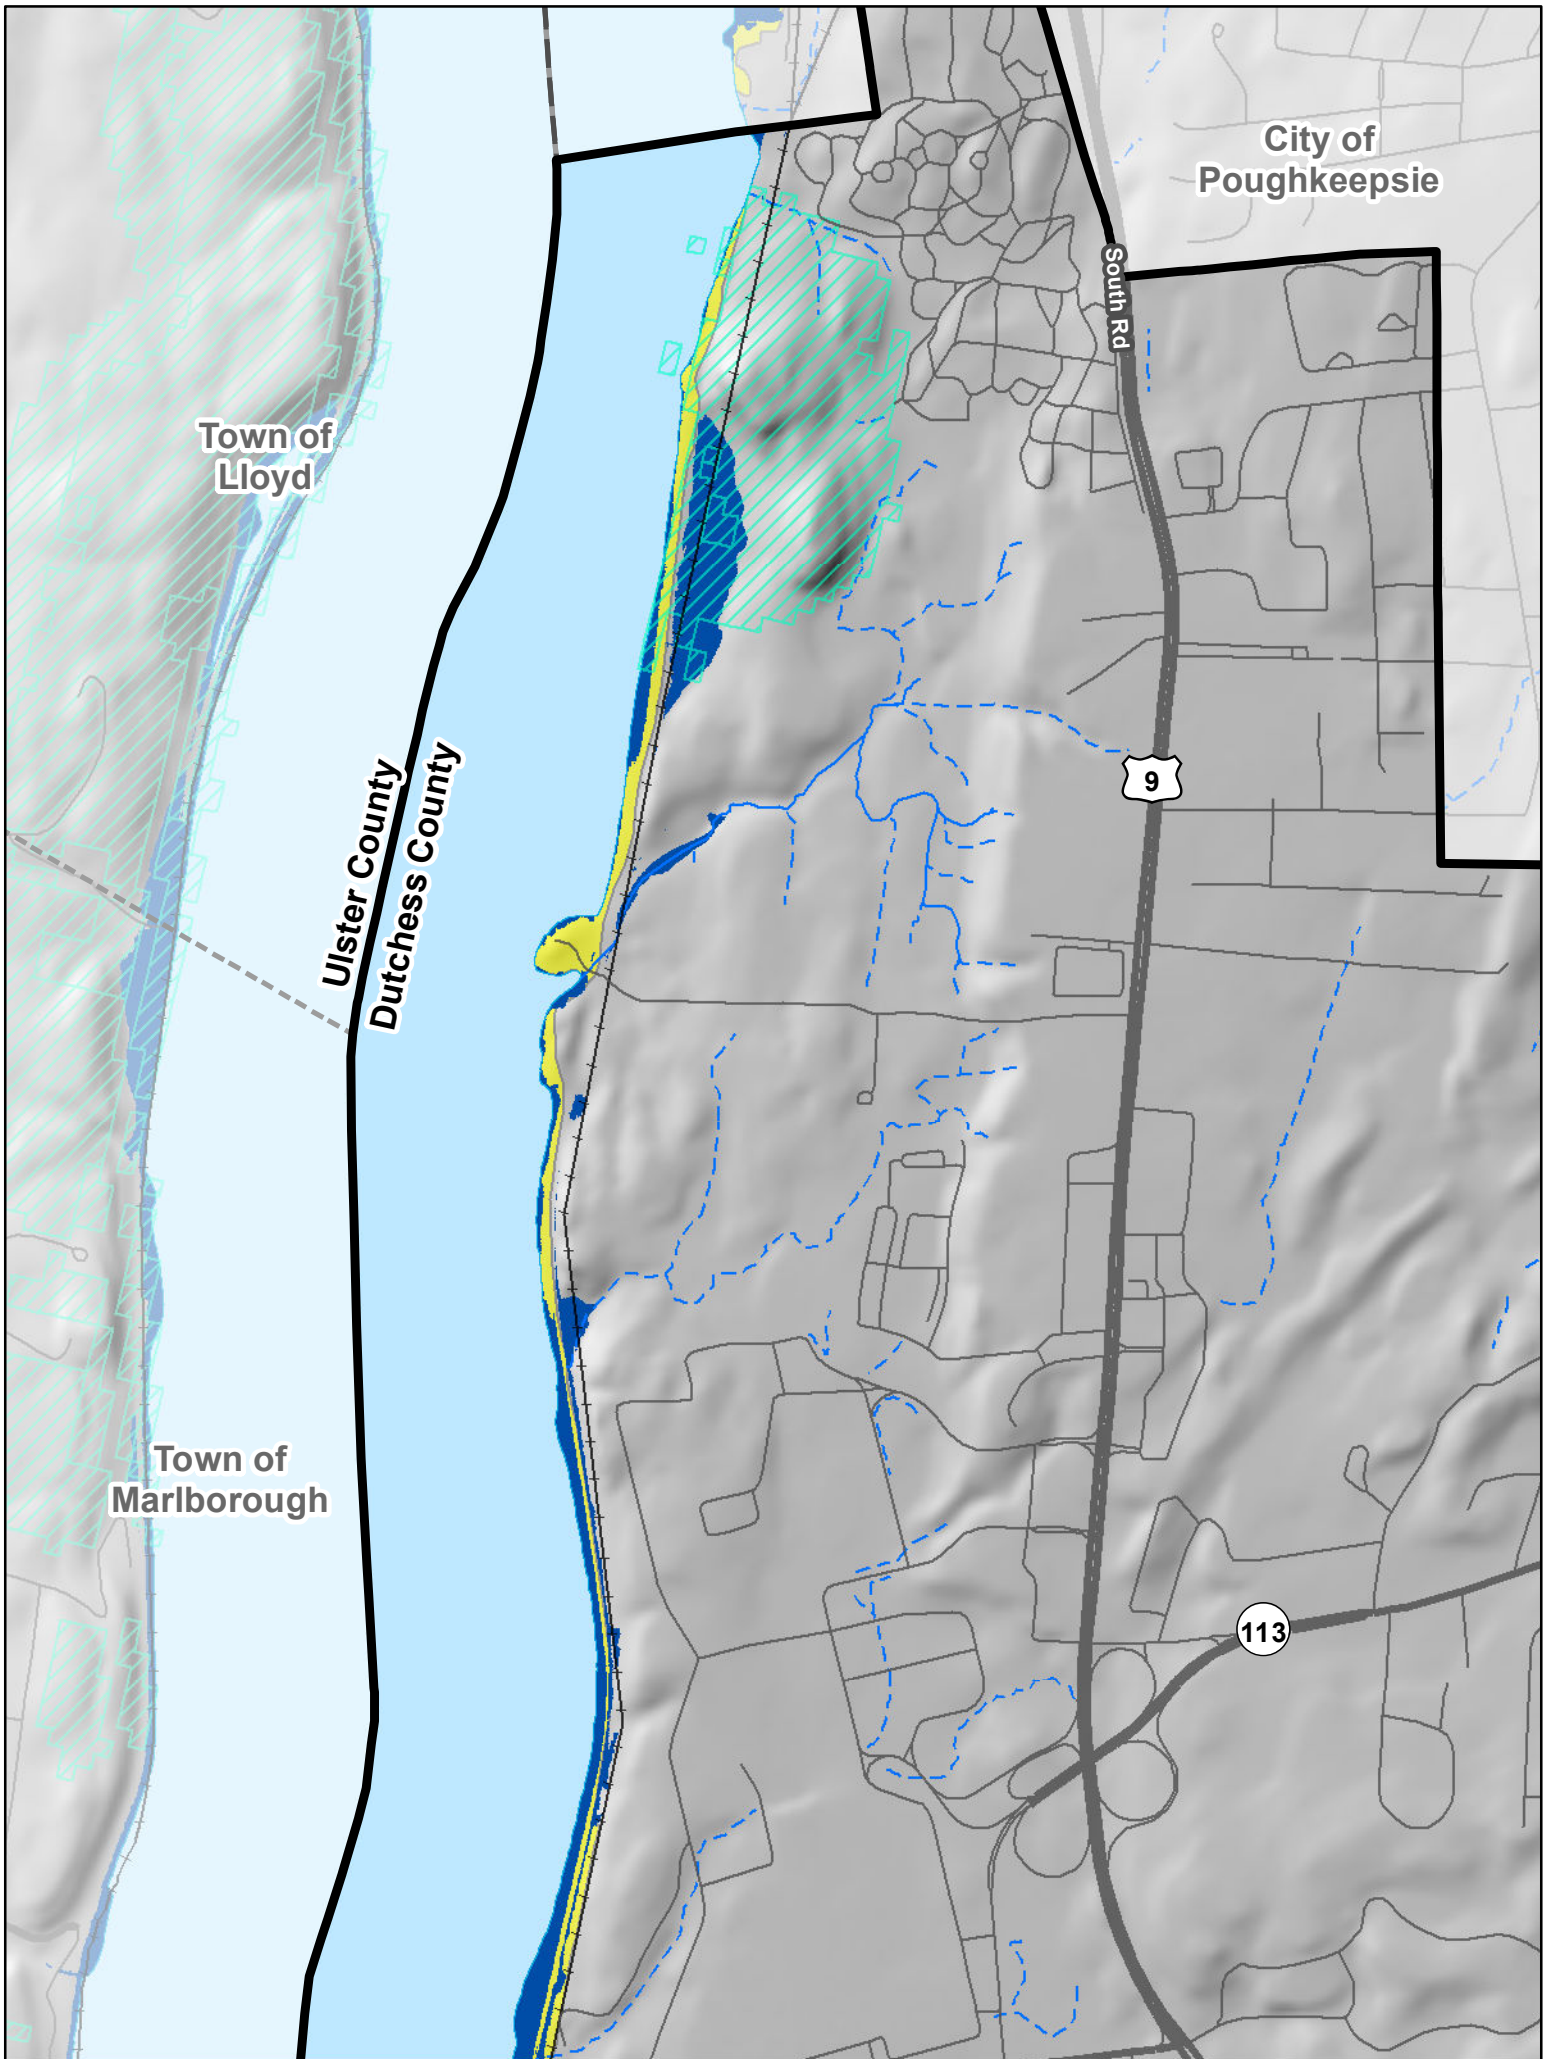 City of
Poughkeepsie
South Rd
Town of
Lloyd
9
Ulster County
Dutchess County
Town of
Marlborough
113